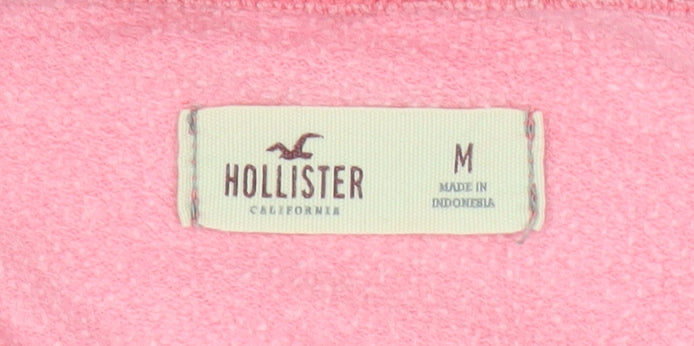 HOLLISTER
CALIFORNIA
M
MADE IN
INDONESIA